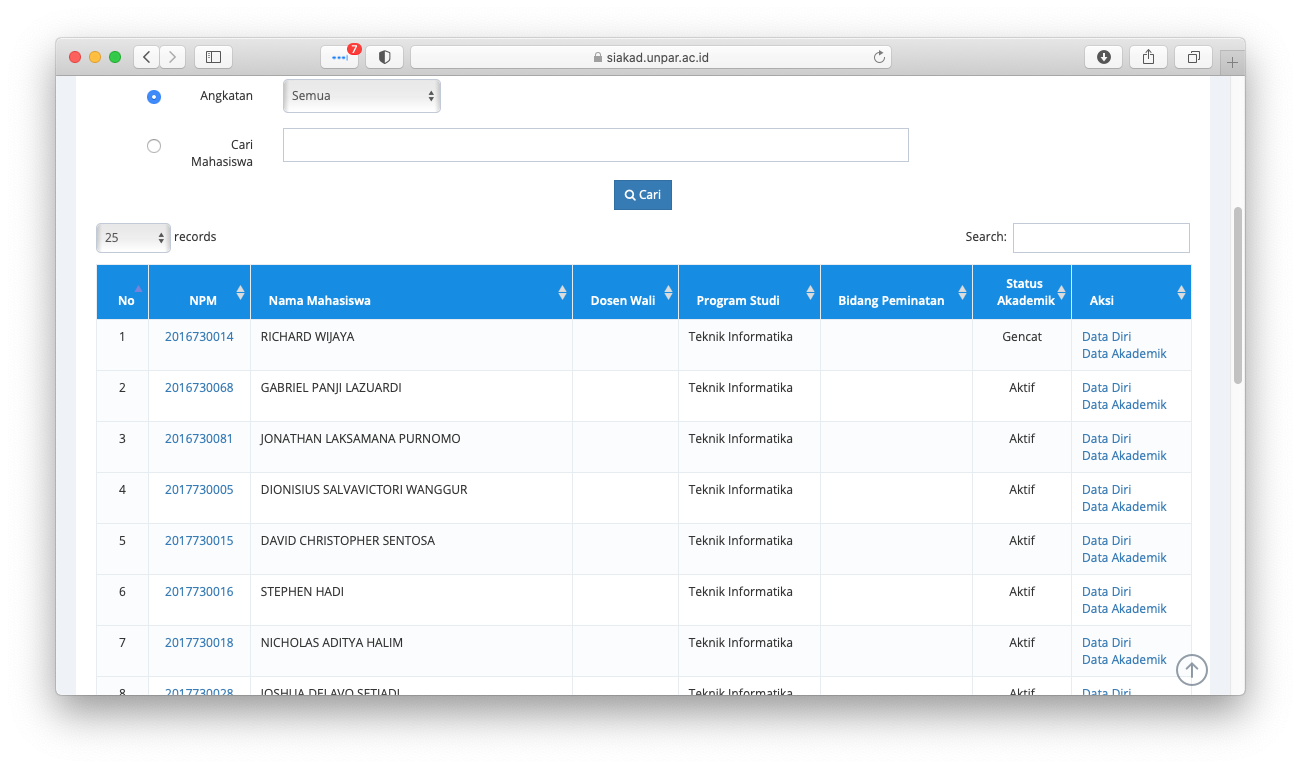 7
siakad.unpar.ac.id
Angkatan
Semua
Cari
Mahasiswa
Cari
25 records
Search:
No NPM Nama Mahasiswa Dosen Wali Program Studi Bidang Peminatan Status Akademik Aksi
1 2016730014 RICHARD WIJAYA Teknik Informatika Gencat Data Diri
Data Akademik
2 2016730068 GABRIEL PANJI LAZUARDI Teknik Informatika Aktif Data Diri
Data Akademik
3 2016730081 JONATHAN LAKSAMANA PURNOMO Teknik Informatika Aktif Data Diri
Data Akademik
4 2017730005 DIONISIUS SALVAVICTORI WANGGUR Teknik Informatika Aktif Data Diri
Data Akademik
5 2017730015 DAVID CHRISTOPHER SENTOSA Teknik Informatika Aktif Data Diri
Data Akademik
6 2017730016 STEPHEN HADI Teknik Informatika Aktif Data Diri
Data Akademik
7 2017730018 NICHOLAS ADITYA HALIM Teknik Informatika Aktif Data Diri
Data Akademik
8 2017730028 JOSHUA DELAVO SETIADI Teknik Informatika Aktif Data Diri